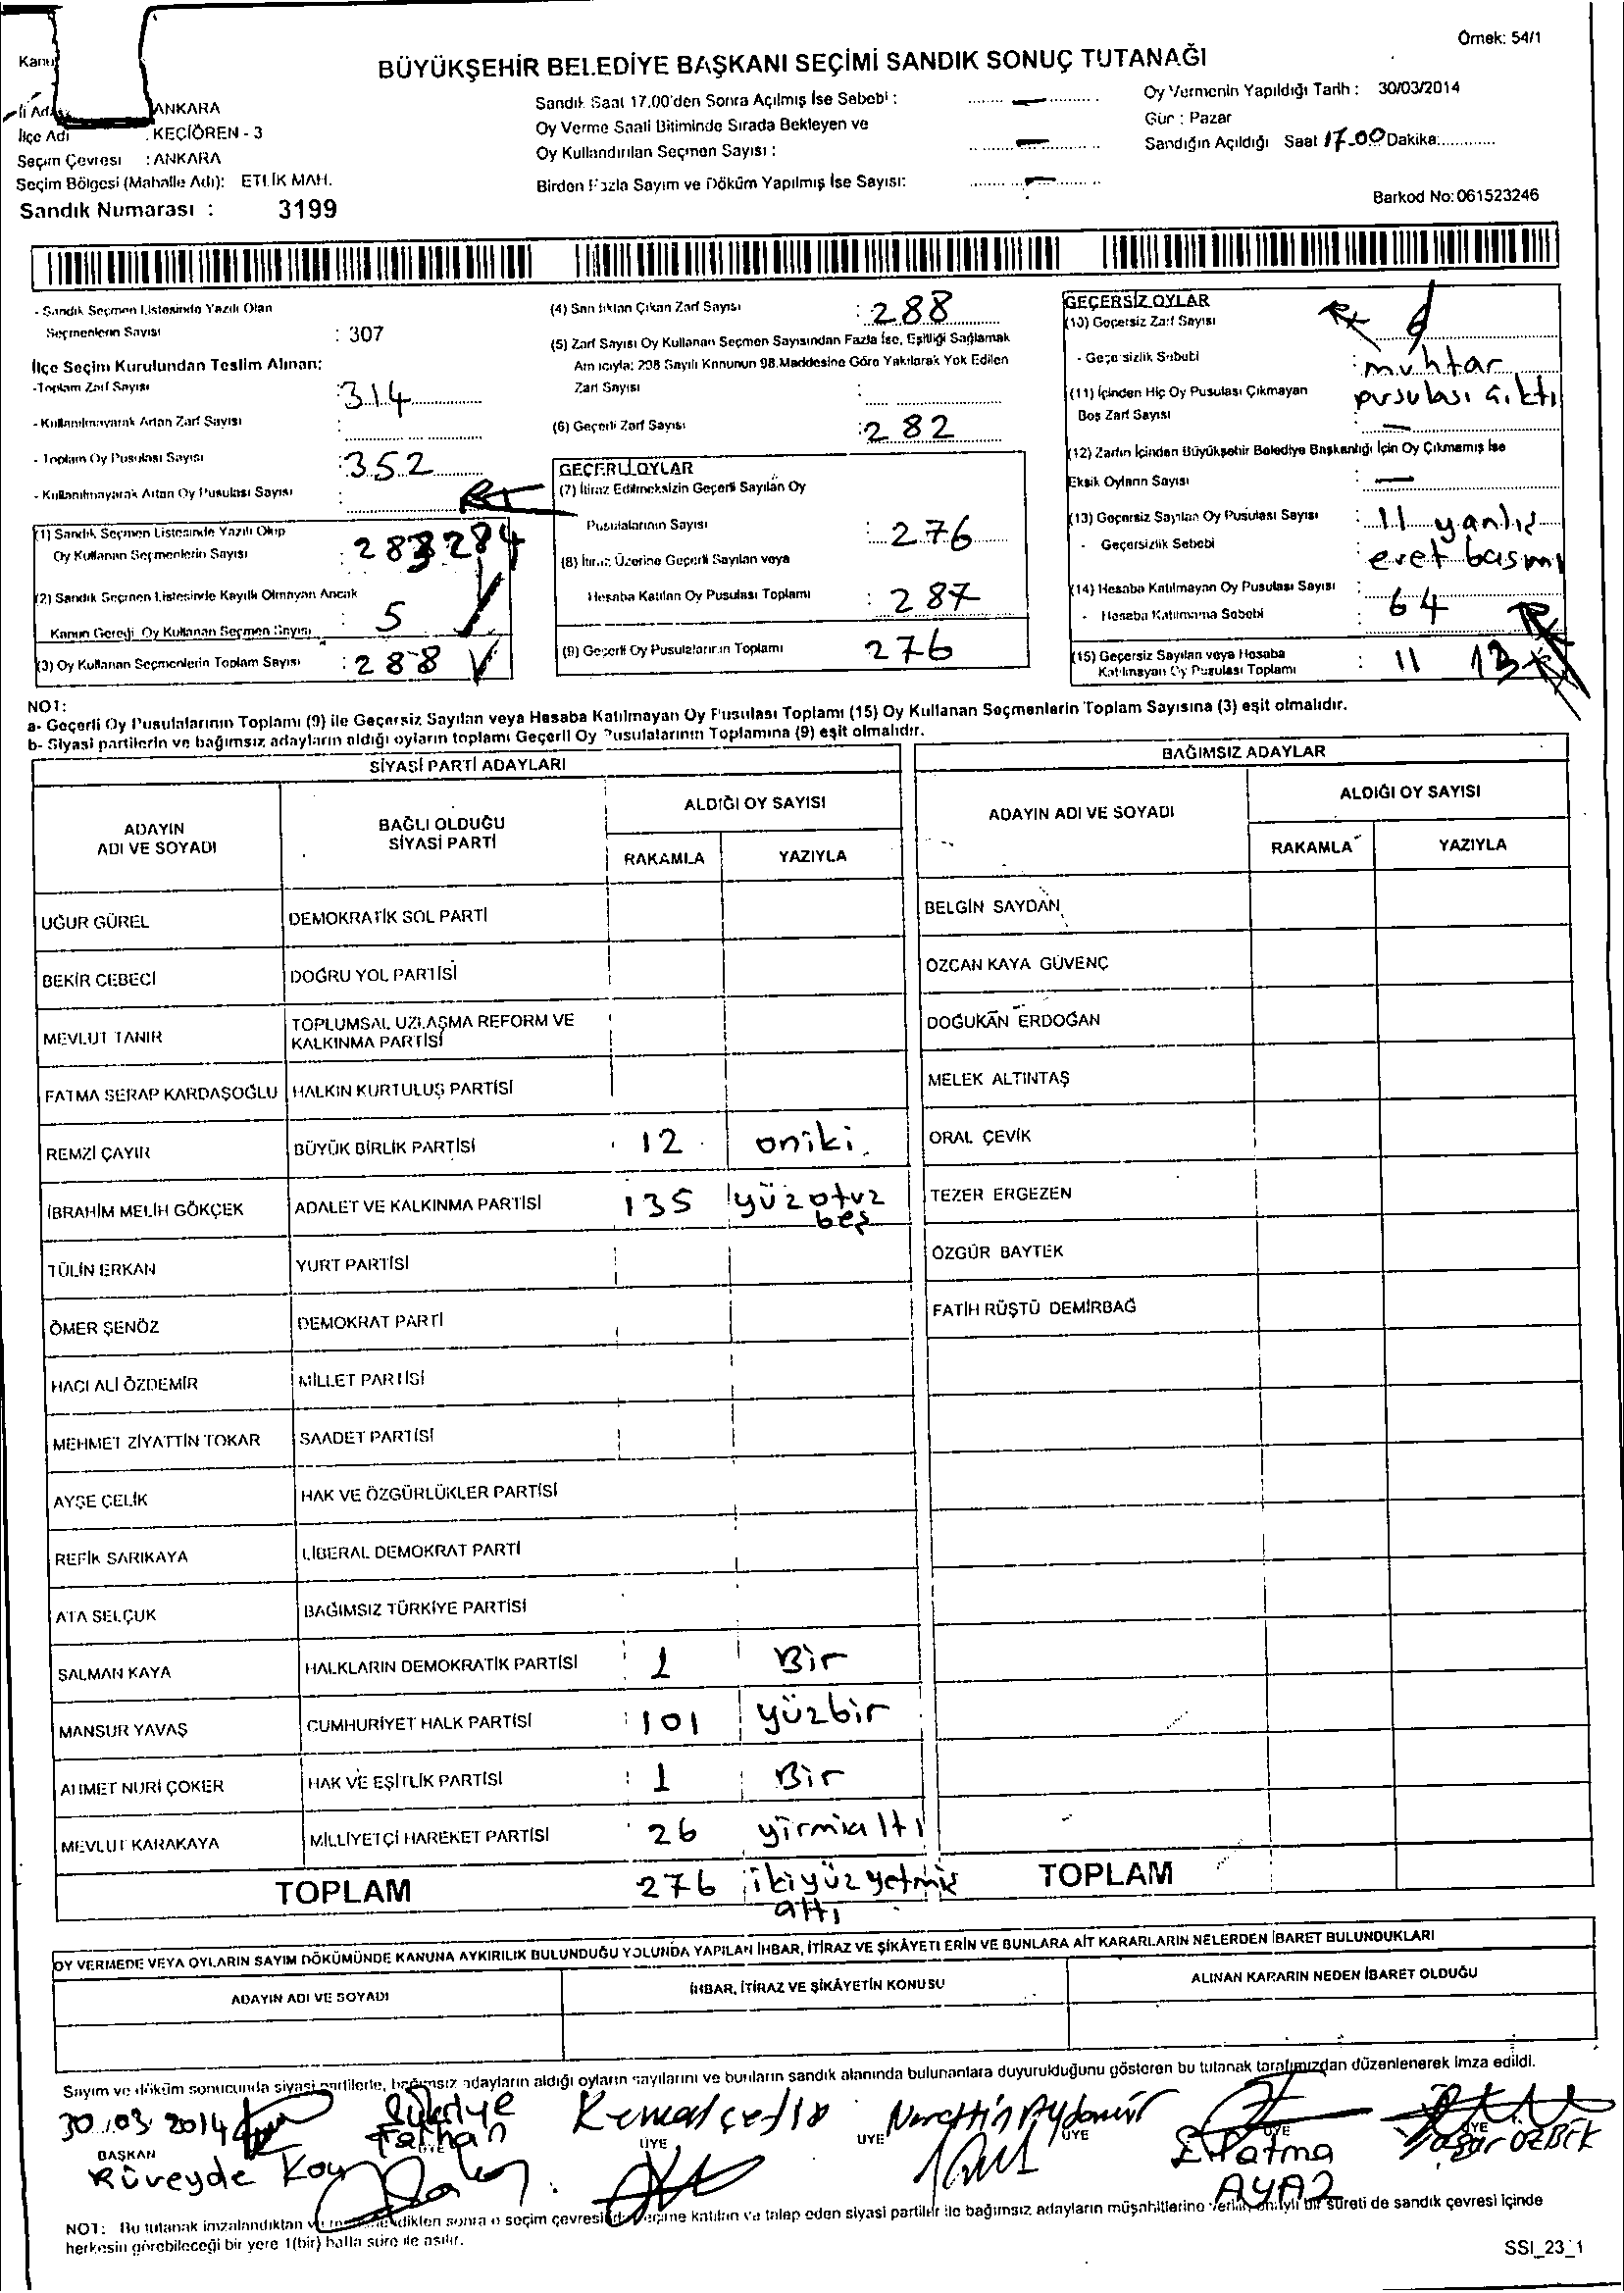 Örnek: 54/1
BÜYÜKŞEHİR BELEDİYE BAŞKANI SEÇİMİ SANDIK SONUÇ TUTANAĞI
ANKARA
İlçe Adı : KEÇİÖREN - 3
Seçim Çevresi : ANKARA
Seçim Bölgesi (Mahalle Adı): ETLİK MAH.
Sandık Numarası : 3199
Sandık Saat 17.00'den Sonra Açılmış İse Sebebi :
Oy Verme Saati Bitiminde Sırada Bekleyen ve
Oy Kullandırılan Seçmen Sayısı :
Birden Fazla Sayım ve Döküm Yapılmış İse Sayısı:
Oy Vermenin Yapıldığı Tarih : 30/03/2014
Gün : Pazar
Sandığın Açıldığı Saat 17.00 Dakika:
Barkod No: 061523246
- Sandık Seçmen Listesinde Yazılı Olan
Seçmenlerin Sayısı : 307
İlçe Seçim Kurulundan Teslim Alınan:
-Toplam Zarf Sayısı : 314
- Kullanılmayarak Artan Zarf Sayısı :
- Toplam Oy Pusulası Sayısı : 352
- Kullanılmayarak Artan Oy Pusulası Sayısı :
(1) Sandık Seçmen Listesinde Yazılı Olup
Oy Kullanan Seçmenlerin Sayısı : 283 284
(2) Sandık Seçmen Listesinde Kayıtlı Olmayan Ancak
Kanun Gereği Oy Kullanan Seçmen Sayısı : 5
(3) Oy Kullanan Seçmenlerin Toplam Sayısı : 288
(4) Sandıktan Çıkan Zarf Sayısı : 288
(5) Zarf Sayısı Oy Kullanan Seçmen Sayısından Fazla İse, Eşitliği Sağlamak
Amacıyla; 298 Sayılı Kanunun 98.Maddesine Göre Yakılarak Yok Edilen
Zarf Sayısı :
(6) Geçerli Zarf Sayısı : 282
GEÇERLİ OYLAR
(7) İtiraz Edilmeksizin Geçerli Sayılan Oy
Pusulalarının Sayısı : 276
(8) İtiraz Üzerine Geçerli Sayılan veya
Hesaba Katılan Oy Pusulası Toplamı : 287
(9) Geçerli Oy Pusulalarının Toplamı 276
GEÇERSİZ OYLAR
(10) Geçersiz Zarf Sayısı
- Geçersizlik Sebebi : muhtar
pusulası çıktı
(11) İçinden Hiç Oy Pusulası Çıkmayan
Boş Zarf Sayısı
(12) Zarfın İçinden Büyükşehir Belediye Başkanlığı İçin Oy Çıkmamış İse
Eksik Oyların Sayısı :
(13) Geçersiz Sayılan Oy Pusulası Sayısı : 11 yanlış
- Geçersizlik Sebebi : evet basmı
(14) Hesaba Katılmayan Oy Pusulası Sayısı : 64
- Hesaba Katılmama Sebebi :
(15) Geçersiz Sayılan veya Hesaba
Katılmayan Oy Pusulası Toplamı : 11 13
NOT:
a- Geçerli Oy Pusulalarının Toplamı (9) ile Geçersiz Sayılan veya Hesaba Katılmayan Oy Pusulası Toplamı (15) Oy Kullanan Seçmenlerin Toplam Sayısına (3) eşit olmalıdır.
b- Siyasi partilerin ve bağımsız adayların aldığı oyların toplamı Geçerli Oy Pusulalarının Toplamına (9) eşit olmalıdır.
SİYASİ PARTİ ADAYLARI
ADAYIN ADI VE SOYADI
BAĞLI OLDUĞU SİYASİ PARTİ
ALDIĞI OY SAYISI
RAKAMLA YAZIYLA
UĞUR GÜREL DEMOKRATİK SOL PARTİ
BEKİR CEBECİ DOĞRU YOL PARTİSİ
MEVLUT TANIR TOPLUMSAL UZLAŞMA REFORM VE KALKINMA PARTİSİ
FATMA SERAP KARDAŞOĞLU HALKIN KURTULUŞ PARTİSİ
REMZİ ÇAYIR BÜYÜK BİRLİK PARTİSİ 12 oniki
İBRAHİM MELİH GÖKÇEK ADALET VE KALKINMA PARTİSİ 135 yüzotuz beş
TÜLİN ERKAN YURT PARTİSİ
ÖMER ŞENÖZ DEMOKRAT PARTİ
HACI ALİ ÖZDEMİR MİLLET PARTİSİ
MEHMET ZİYATTİN TOKAR SAADET PARTİSİ
AYŞE ÇELİK HAK VE ÖZGÜRLÜKLER PARTİSİ
REFİK SARIKAYA LİBERAL DEMOKRAT PARTİ
ATA SELÇUK BAĞIMSIZ TÜRKİYE PARTİSİ
SALMAN KAYA HALKLARIN DEMOKRATİK PARTİSİ 1 Bir
MANSUR YAVAŞ CUMHURİYET HALK PARTİSİ 101 yüzbir
AHMET NURİ ÇOKER HAK VE EŞİTLİK PARTİSİ 1 Bir
MEVLUT KARAKAYA MİLLİYETÇİ HAREKET PARTİSİ 26 yirmialtı
TOPLAM 276 ikiyüzyetmiş altı
BAĞIMSIZ ADAYLAR
ADAYIN ADI VE SOYADI
ALDIĞI OY SAYISI
RAKAMLA YAZIYLA
BELGİN SAYDAN
ÖZCAN KAYA GÜVENÇ
DOĞUKAN ERDOĞAN
MELEK ALTINTAŞ
ORAL ÇEVİK
TEZER ERGEZEN
ÖZGÜR BAYTEK
FATİH RÜŞTÜ DEMİRBAĞ
TOPLAM
OY VERMEDE VEYA OYLARIN SAYIM DÖKÜMÜNDE KANUNA AYKIRILIK BULUNDUĞU YOLUNDA YAPILAN İHBAR, İTİRAZ VE ŞİKÂYETLERİN VE BUNLARA AİT KARARLARIN NELERDEN İBARET BULUNDUKLARI
ADAYIN ADI VE SOYADI
İHBAR, İTİRAZ VE ŞİKÂYETİN KONUSU
ALINAN KARARIN NEDEN İBARET OLDUĞU
Sayım ve döküm sonucunda siyasi partilerle, bağımsız adayların aldığı oyların sayılarını ve bunların sandık alanında bulunanlara duyurulduğunu gösteren bu tutanak tarafımızdan düzenlenerek imza edildi.
30.03.2014
BAŞKAN ÜYE ÜYE ÜYE ÜYE ÜYE ÜYE
Rüveyde
Nurettin Aydemir
Fatma
AYAZ
Yaşar ÖZBEK
NOT: Bu tutanak imzalandıktan sonra o seçim çevresinde seçime katılan ve talep eden siyasi partiler ile bağımsız adayların müşahitlerine onaylı bir sureti de sandık çevresi içinde
herkesin görebileceği bir yere 1(bir) hafta süre ile asılır.
SSI_23_1